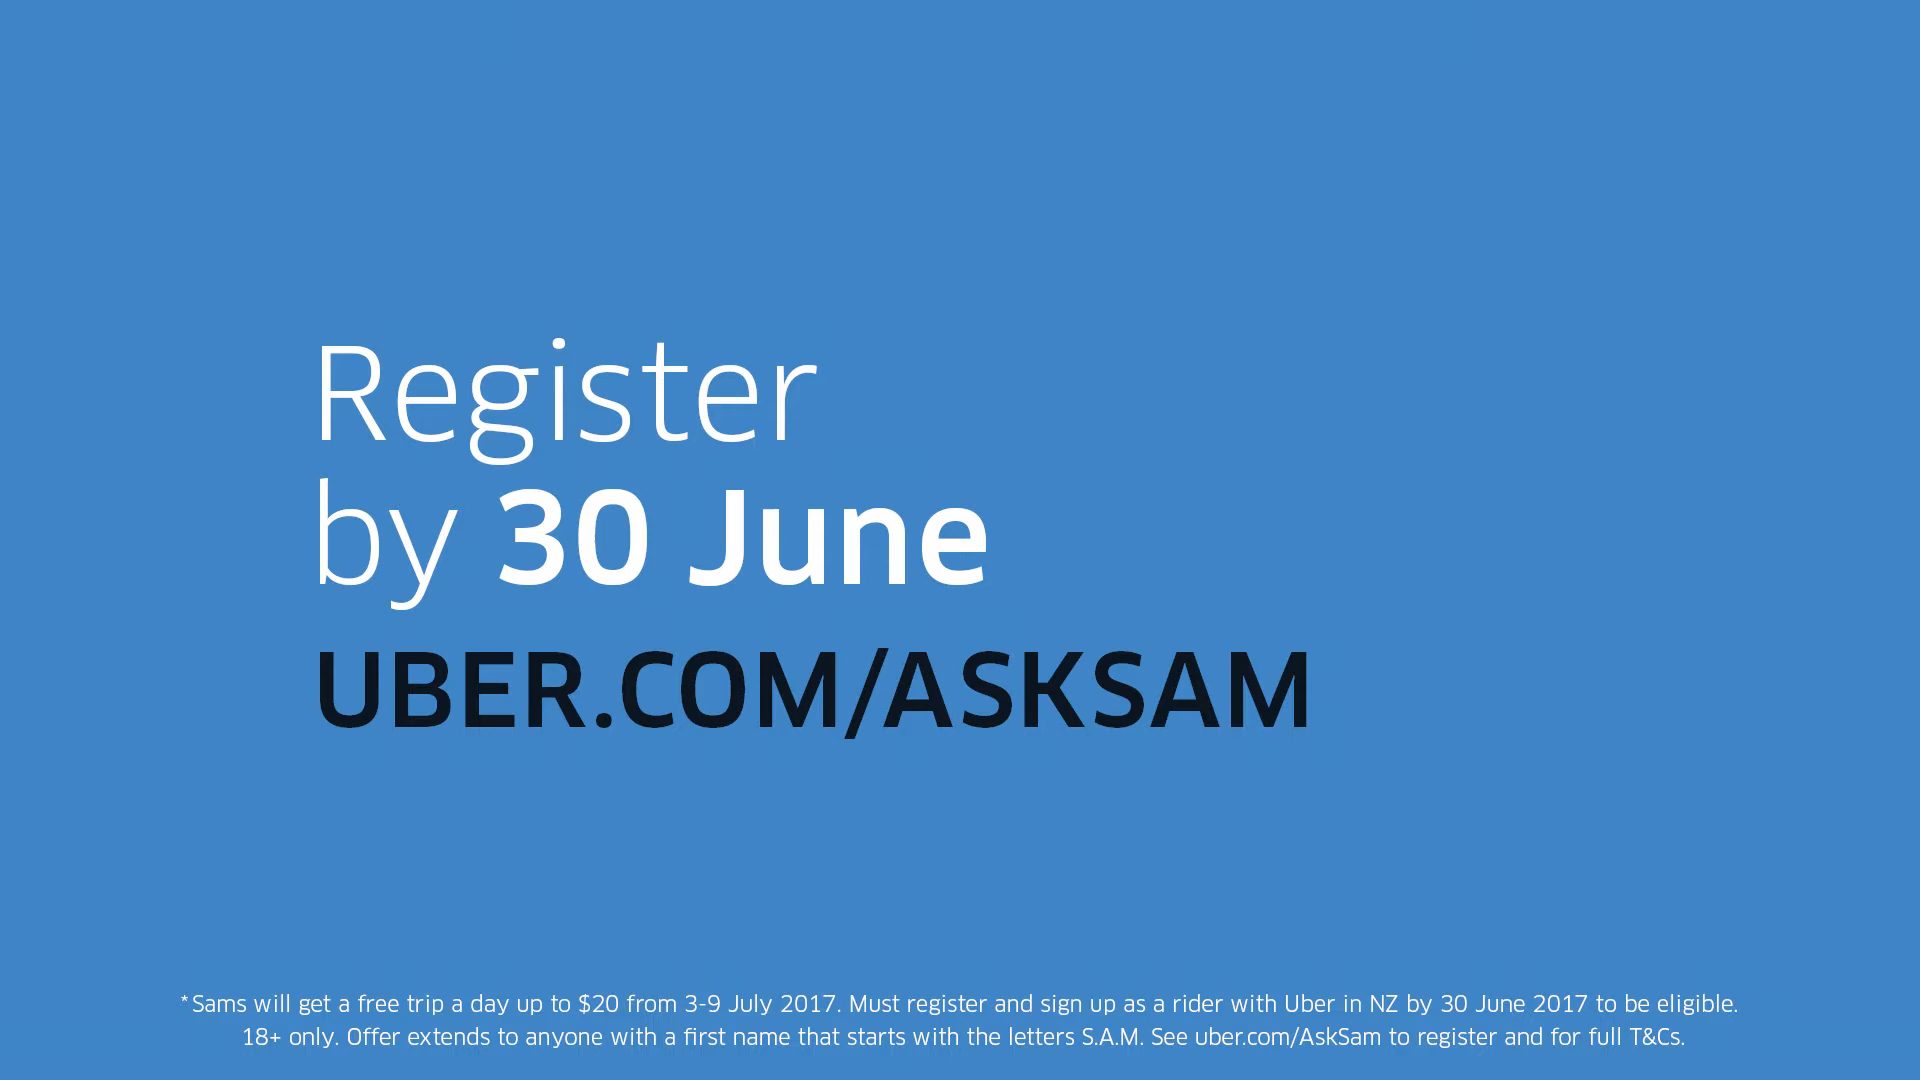 Register
by 30 June
UBER.COM/ASKSAM
*Sams will get a free trip a day up to $20 from 3-9 July 2017. Must register and sign up as a rider with Uber in NZ by 30 June 2017 to be eligible.
18+ only. Offer extends to anyone with a first name that starts with the letters S.A.M. See uber.com/AskSam to register and for full T&Cs.